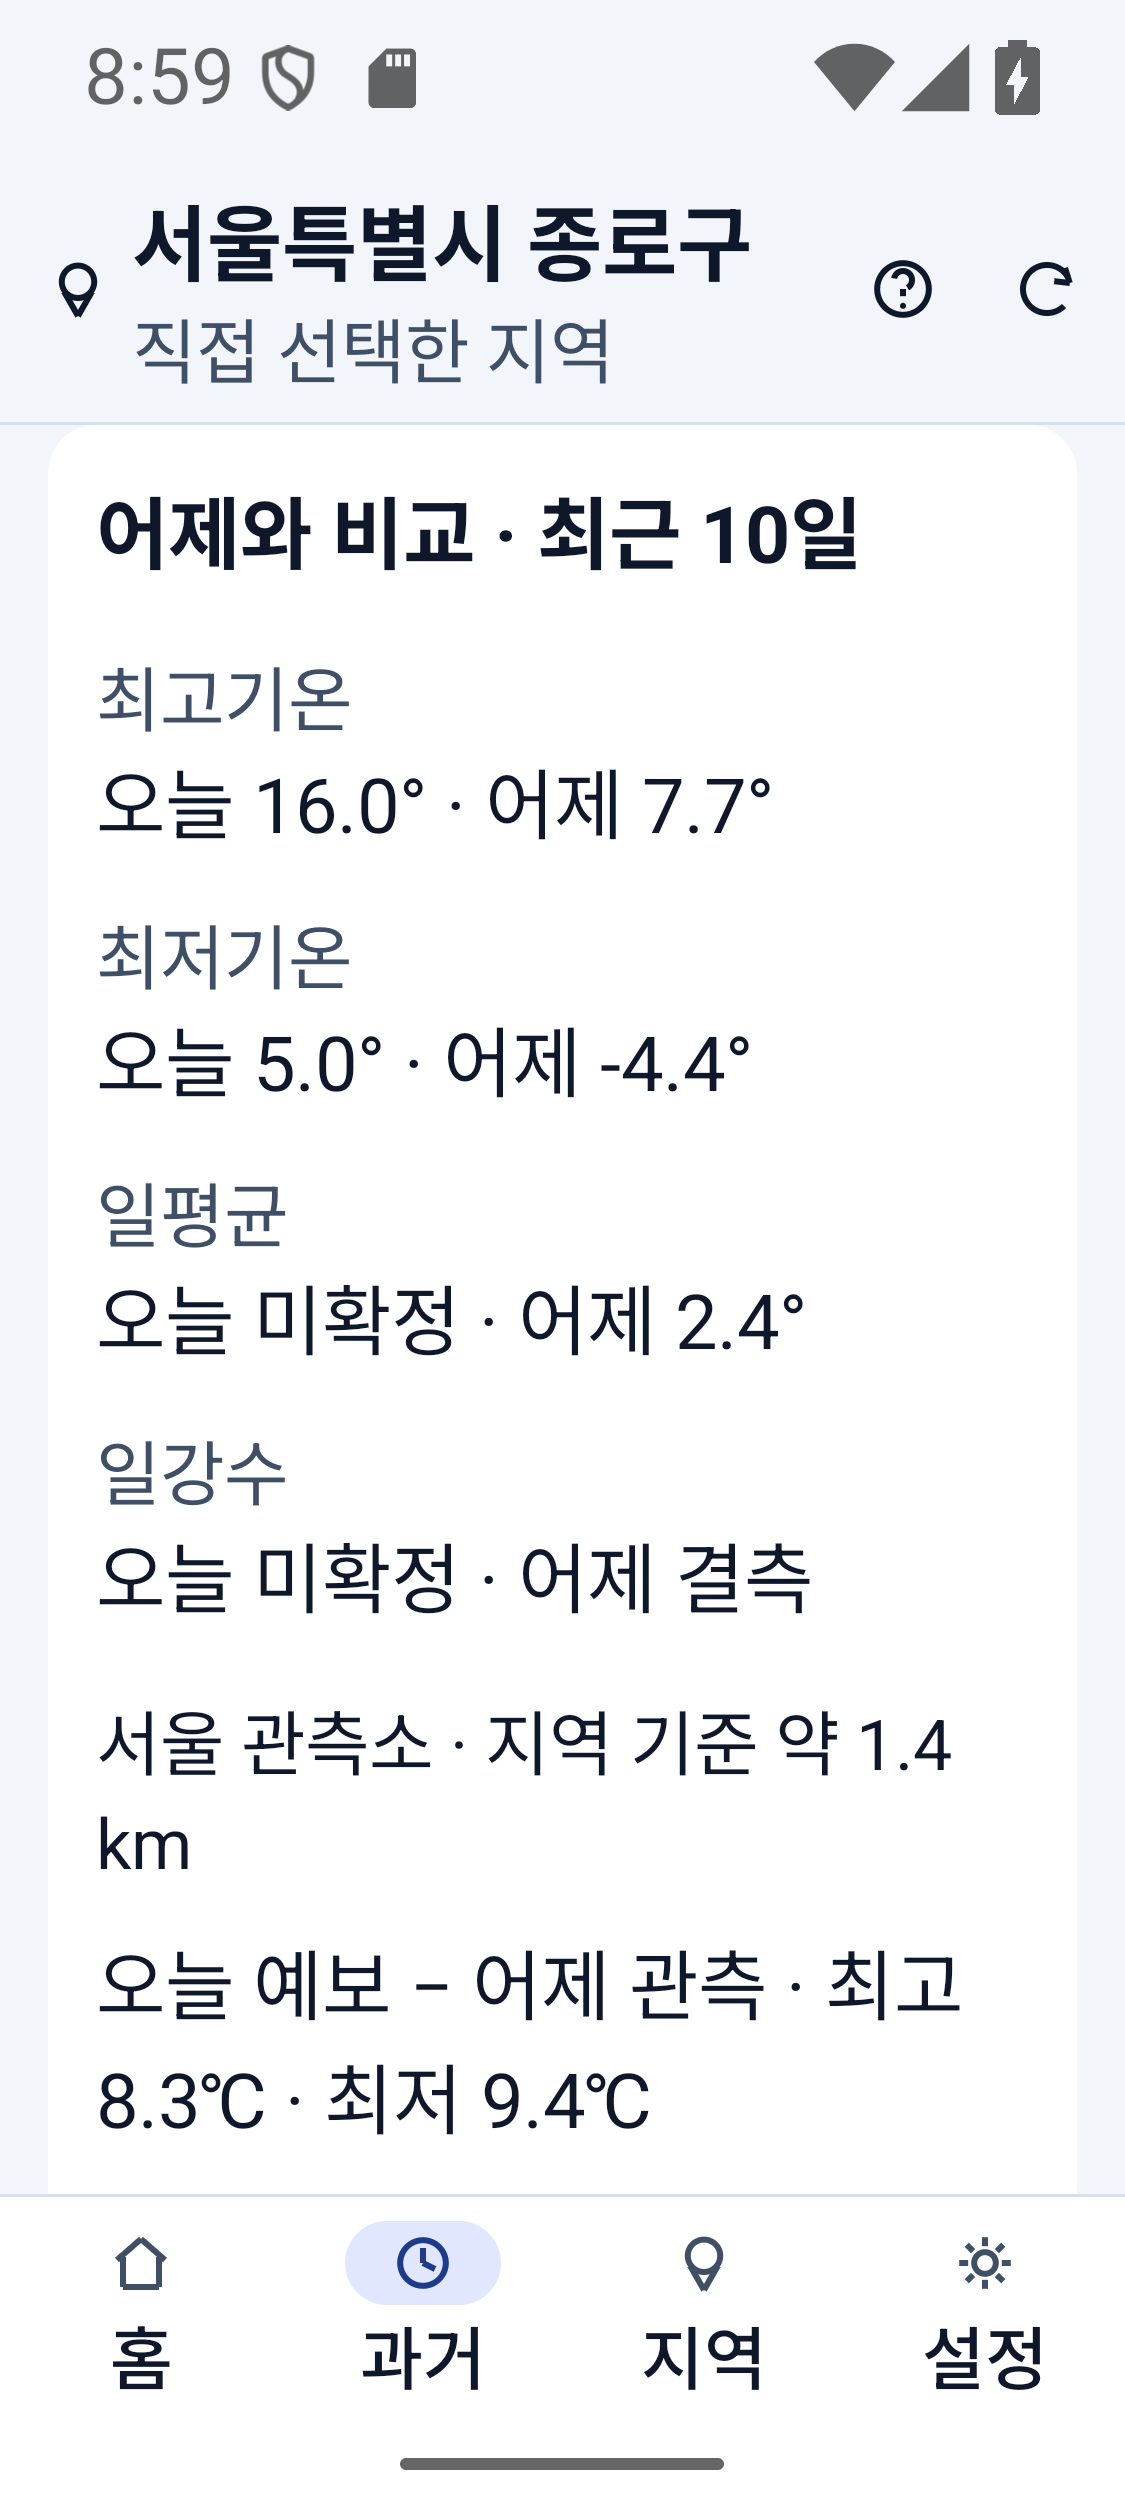 8:59
서울특별시 종로구
직접 선택한 지역
어제와 비교 · 최근 10일
최고기온
오늘 16.0° · 어제 7.7°
최저기온
오늘 5.0° · 어제 -4.4°
일평균
오늘 미확정 · 어제 2.4°
일강수
오늘 미확정 · 어제 결측
서울 관측소 · 지역 기준 약 1.4
km
오늘 예보 − 어제 관측 · 최고
8.3℃ · 최저 9.4℃
홈 과거 지역 설정